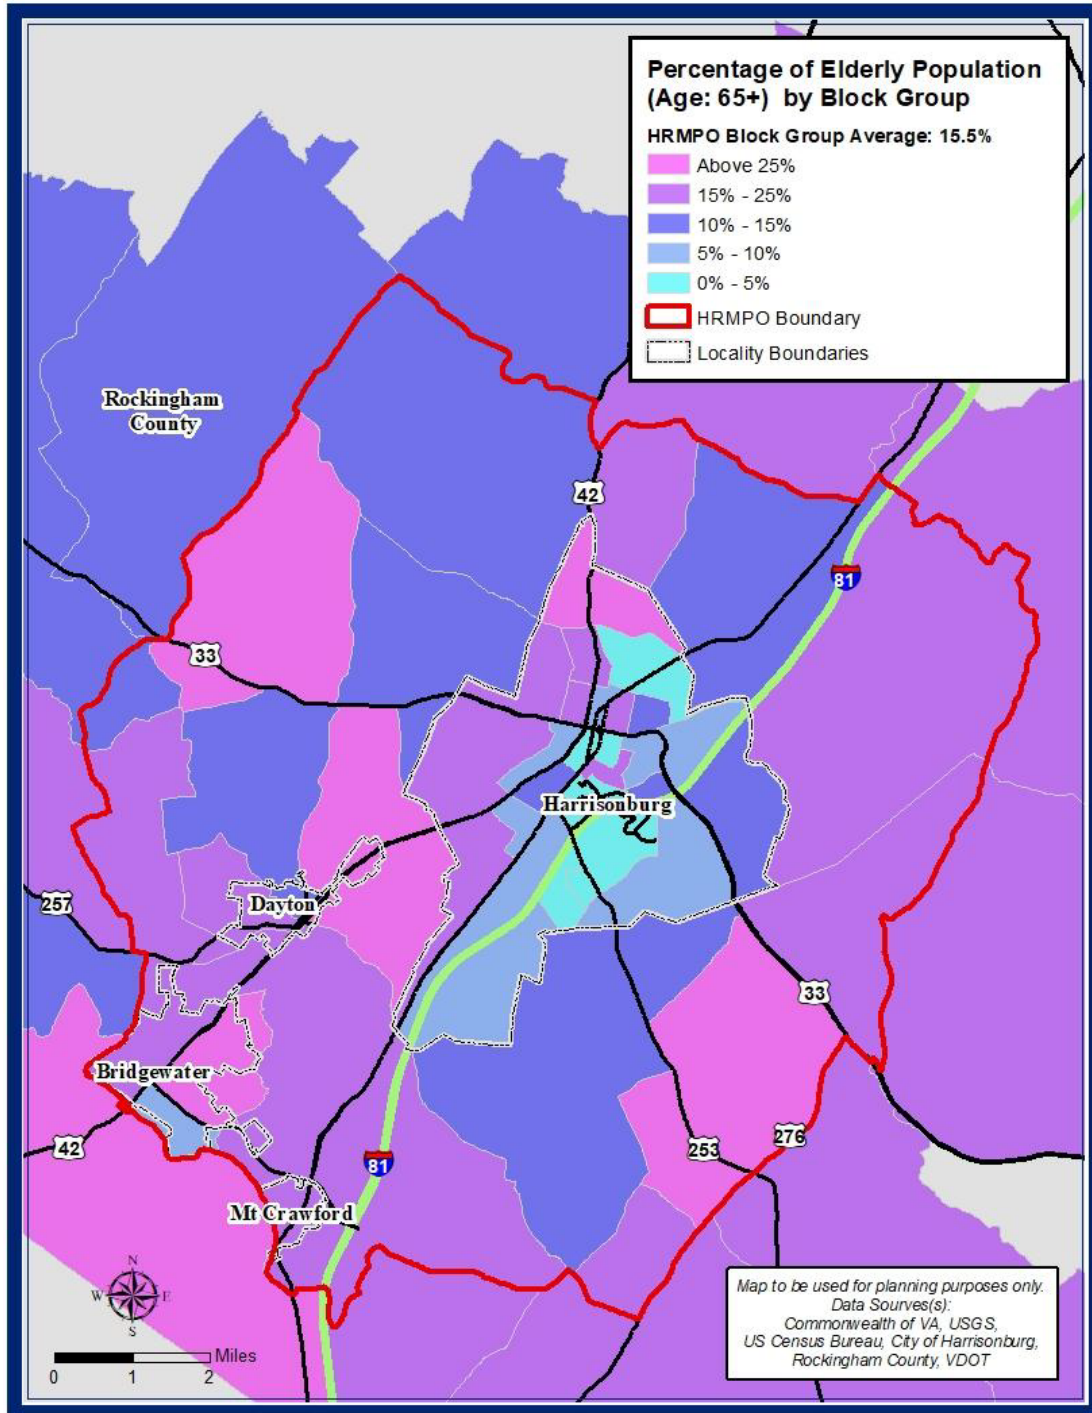 Percentage of Elderly Population
(Age: 65+) by Block Group
HRMPO Block Group Average: 15.5%
Above 25%
15% - 25%
10% - 15%
5% - 10%
0% - 5%
HRMPO Boundary
Locality Boundaries
Rockingham
County
42
81
33
Harrisonburg
Dayton
257
33
Bridgewater
42
81
253
276
Mt Crawford
N
W
E
S
Miles
0 1 2
Map to be used for planning purposes only.
Data Sourves(s):
Commonwealth of VA, USGS,
US Census Bureau, City of Harrisonburg,
Rockingham County, VDOT